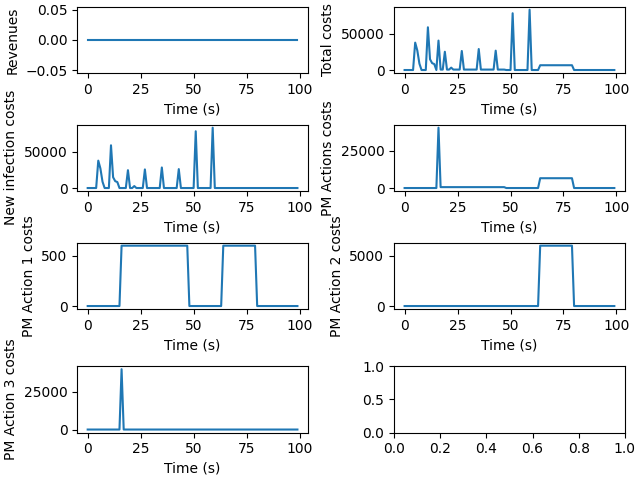 Revenues
0.05
0.00
−0.05
0 25 50 75 100
Time (s)
Total costs
50000
0
0 25 50 75 100
Time (s)
New infection costs
50000
0
0 25 50 75 100
Time (s)
PM Actions costs
25000
0
0 25 50 75 100
Time (s)
PM Action 1 costs
500
0
0 25 50 75 100
Time (s)
PM Action 2 costs
5000
0
0 25 50 75 100
Time (s)
PM Action 3 costs
25000
0
0 25 50 75 100
Time (s)
1.0
0.5
0.0
0.0 0.2 0.4 0.6 0.8 1.0